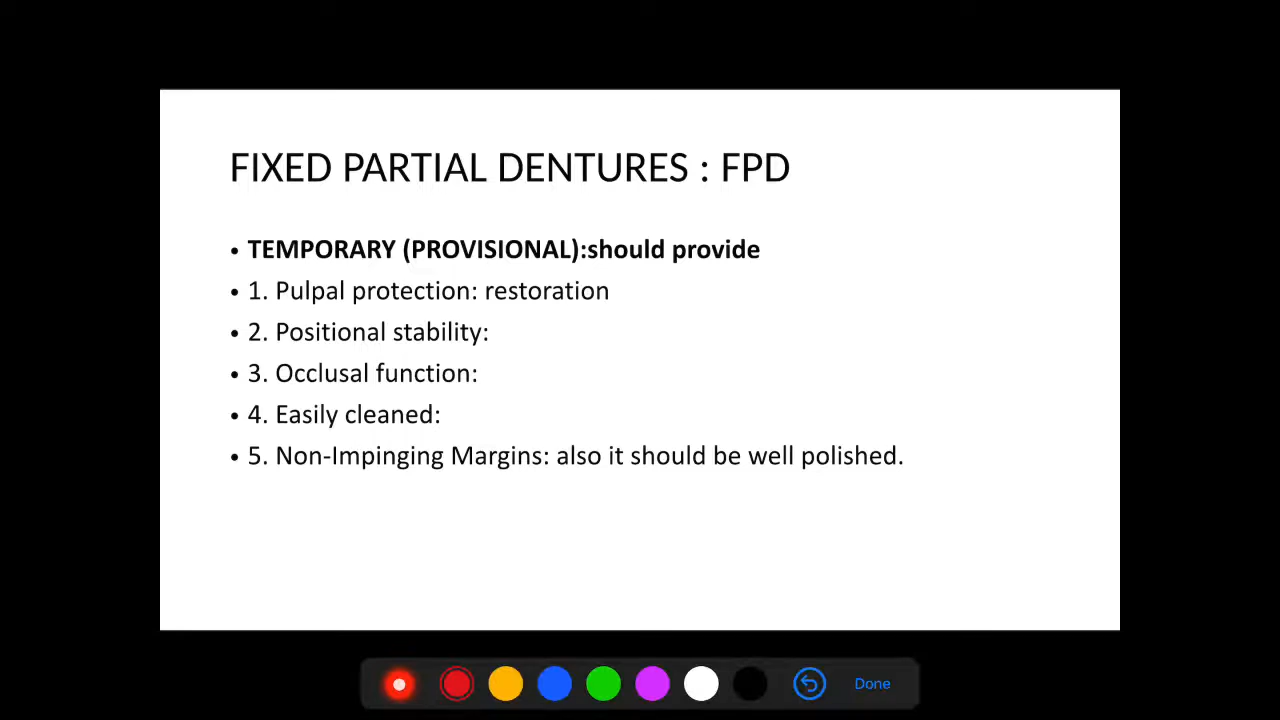 FIXED PARTIAL DENTURES : FPD
• TEMPORARY (PROVISIONAL):should provide
• 1. Pulpal protection: restoration
• 2. Positional stability:
• 3. Occlusal function:
• 4. Easily cleaned:
• 5. Non-Impinging Margins: also it should be well polished.
Done